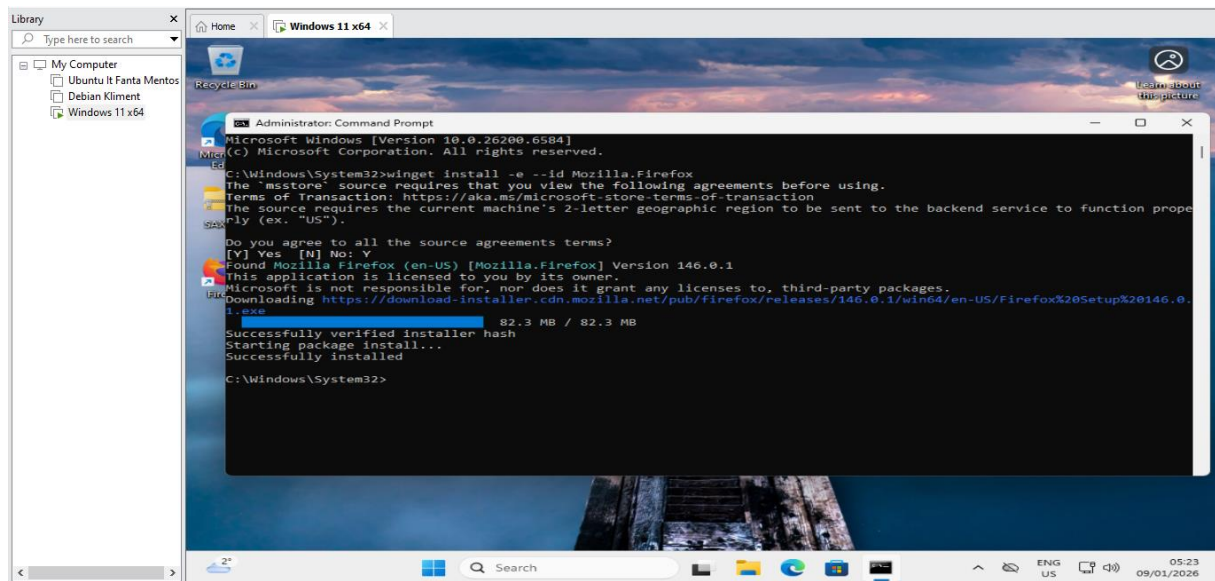 Library
Type here to search
My Computer
Ubuntu It Fanta Mentos
Debian Kliment
Windows 11 x64
Home
Windows 11 x64
Recycle Bin
Learn about
this picture
Administrator: Command Prompt
Microsoft Windows [Version 10.0.26200.6584]
(c) Microsoft Corporation. All rights reserved.
C:\Windows\System32>winget install -e --id Mozilla.Firefox
The `msstore` source requires that you view the following agreements before using.
Terms of Transaction: https://aka.ms/microsoft-store-terms-of-transaction
The source requires the current machine's 2-letter geographic region to be sent to the backend service to function prope
rly (ex. "US").
Do you agree to all the source agreements terms?
[Y] Yes  [N] No: Y
Found Mozilla Firefox (en-US) [Mozilla.Firefox] Version 146.0.1
This application is licensed to you by its owner.
Microsoft is not responsible for, nor does it grant any licenses to, third-party packages.
Downloading https://download-installer.cdn.mozilla.net/pub/firefox/releases/146.0.1/win64/en-US/Firefox%20Setup%20146.0.
1.exe
82.3 MB / 82.3 MB
Successfully verified installer hash
Starting package install...
Successfully installed
C:\Windows\System32>
2°
Search
ENG
US
05:23
09/01/2026